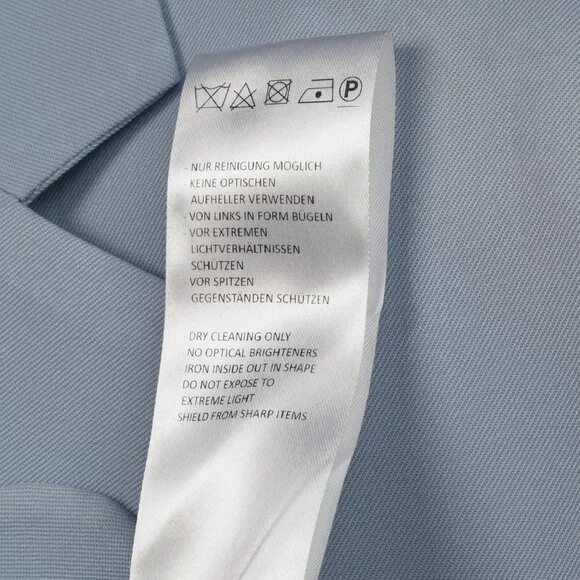 P
- NUR REINIGUNG MÖGLICH
- KEINE OPTISCHEN
AUFHELLER VERWENDEN
- VON LINKS IN FORM BÜGELN
- VOR EXTREMEN
LICHTVERHÄLTNISSEN
SCHÜTZEN
- VOR SPITZEN
GEGENSTÄNDEN SCHÜTZEN
- DRY CLEANING ONLY
- NO OPTICAL BRIGHTENERS
- IRON INSIDE OUT IN SHAPE
- DO NOT EXPOSE TO
EXTREME LIGHT
- SHIELD FROM SHARP ITEMS